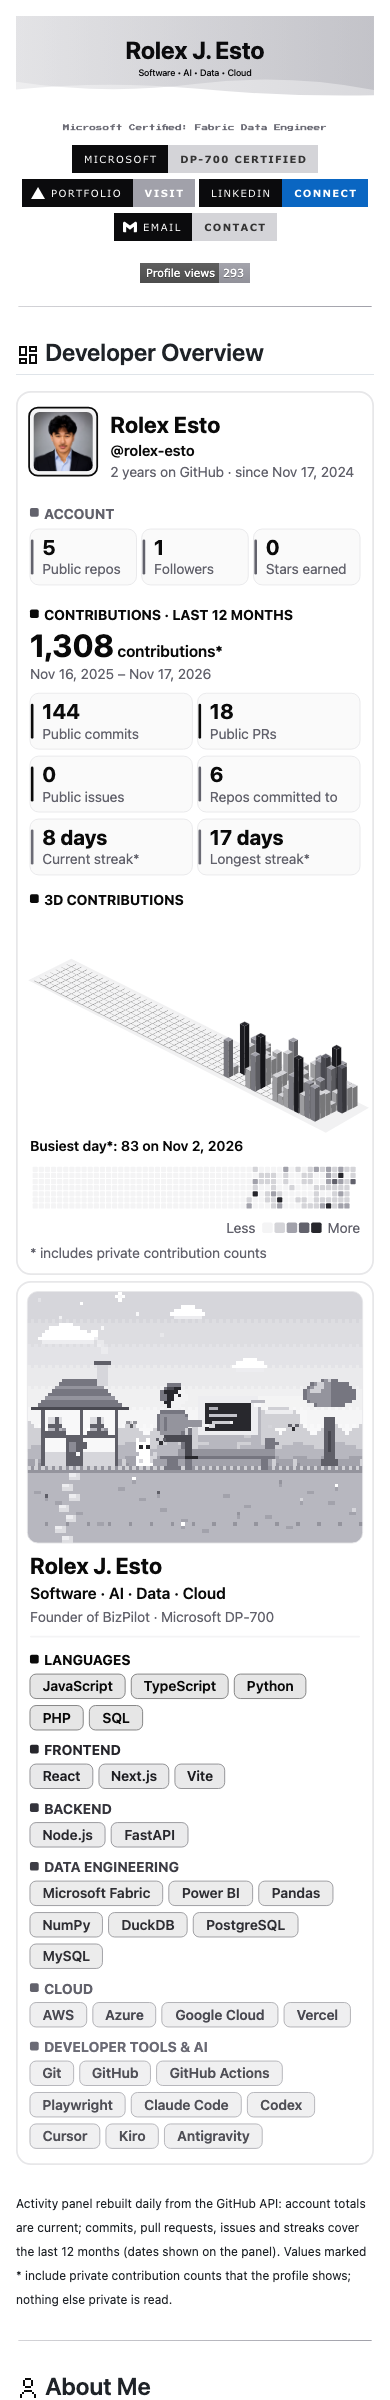 Rolex J. Esto
Software • AI • Data • Cloud
Microsoft Certified: Fabric Data Engineer
MICROSOFT DP-700 CERTIFIED
PORTFOLIO VISIT LINKEDIN CONNECT
EMAIL CONTACT
Profile views 293
Developer Overview
Rolex Esto
@rolex-esto
2 years on GitHub · since Nov 17, 2024
ACCOUNT
5 1 0
Public repos Followers Stars earned
CONTRIBUTIONS · LAST 12 MONTHS
1,308 contributions*
Nov 16, 2025 – Nov 17, 2026
144 18
Public commits Public PRs
0 6
Public issues Repos committed to
8 days 17 days
Current streak* Longest streak*
3D CONTRIBUTIONS
Busiest day*: 83 on Nov 2, 2026
Less More
* includes private contribution counts
Rolex J. Esto
Software · AI · Data · Cloud
Founder of BizPilot · Microsoft DP-700
LANGUAGES
JavaScript TypeScript Python
PHP SQL
FRONTEND
React Next.js Vite
BACKEND
Node.js FastAPI
DATA ENGINEERING
Microsoft Fabric Power BI Pandas
NumPy DuckDB PostgreSQL
MySQL
CLOUD
AWS Azure Google Cloud Vercel
DEVELOPER TOOLS & AI
Git GitHub GitHub Actions
Playwright Claude Code Codex
Cursor Kiro Antigravity
Activity panel rebuilt daily from the GitHub API: account totals
are current; commits, pull requests, issues and streaks cover
the last 12 months (dates shown on the panel). Values marked
* include private contribution counts that the profile shows;
nothing else private is read.
About Me